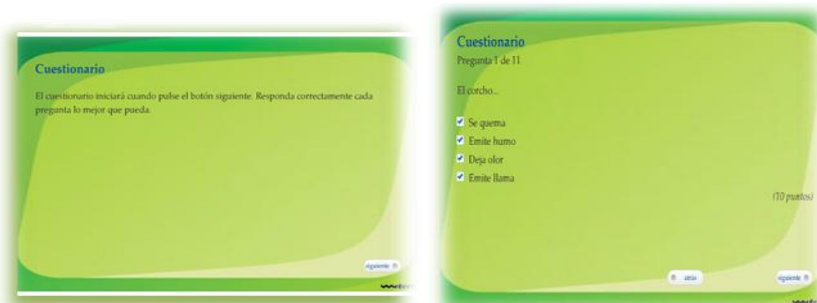 Cuestionario
El cuestionario iniciará cuando pulse el botón siguiente. Responda correctamente cada
pregunta lo mejor que pueda.
siguiente
Cuestionario
Pregunta 1 de 11
El corcho...
Se quema
Emite humo
Deja olor
Emite llama
(10 puntos)
atrás
siguiente